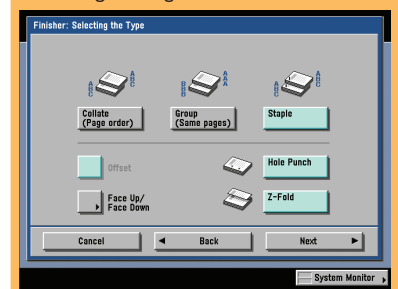 Finisher: Selecting the Type
A B C
A B C
B B B
A A A
A B C
A B C
Collate
(Page order)
Group
(Same pages)
Staple
Offset
Hole Punch
Face Up/
Face Down
Z-Fold
Cancel
◄ Back
Next ►
System Monitor